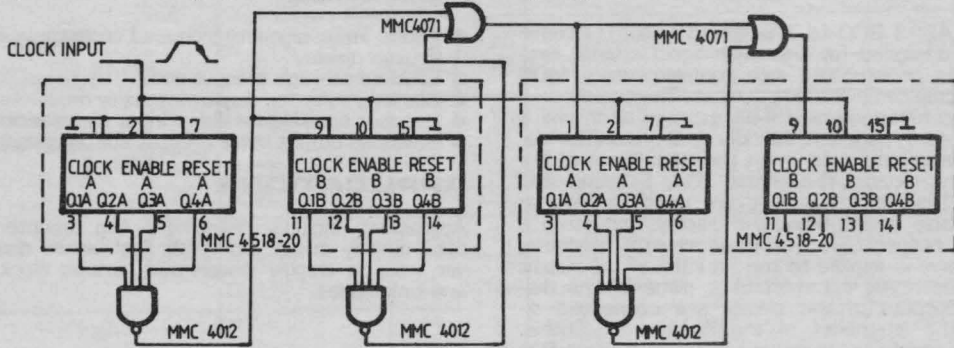 MMC4071
MMC 4071
CLOCK INPUT
1 2 7
9 10 15
1 2 7
9 10 15
CLOCK ENABLE RESET
A A A
Q1A Q2A Q3A Q4A
3 4 5 6
CLOCK ENABLE RESET
B B B
Q1B Q2B Q3B Q4B
11 12 13 14
MMC 4518-20
CLOCK ENABLE RESET
A A A
Q1A Q2A Q3A Q4A
3 4 5 6
CLOCK ENABLE RESET
B B B
Q1B Q2B Q3B Q4B
11 12 13 14
MMC 4518-20
MMC 4012
MMC 4012
MMC 4012